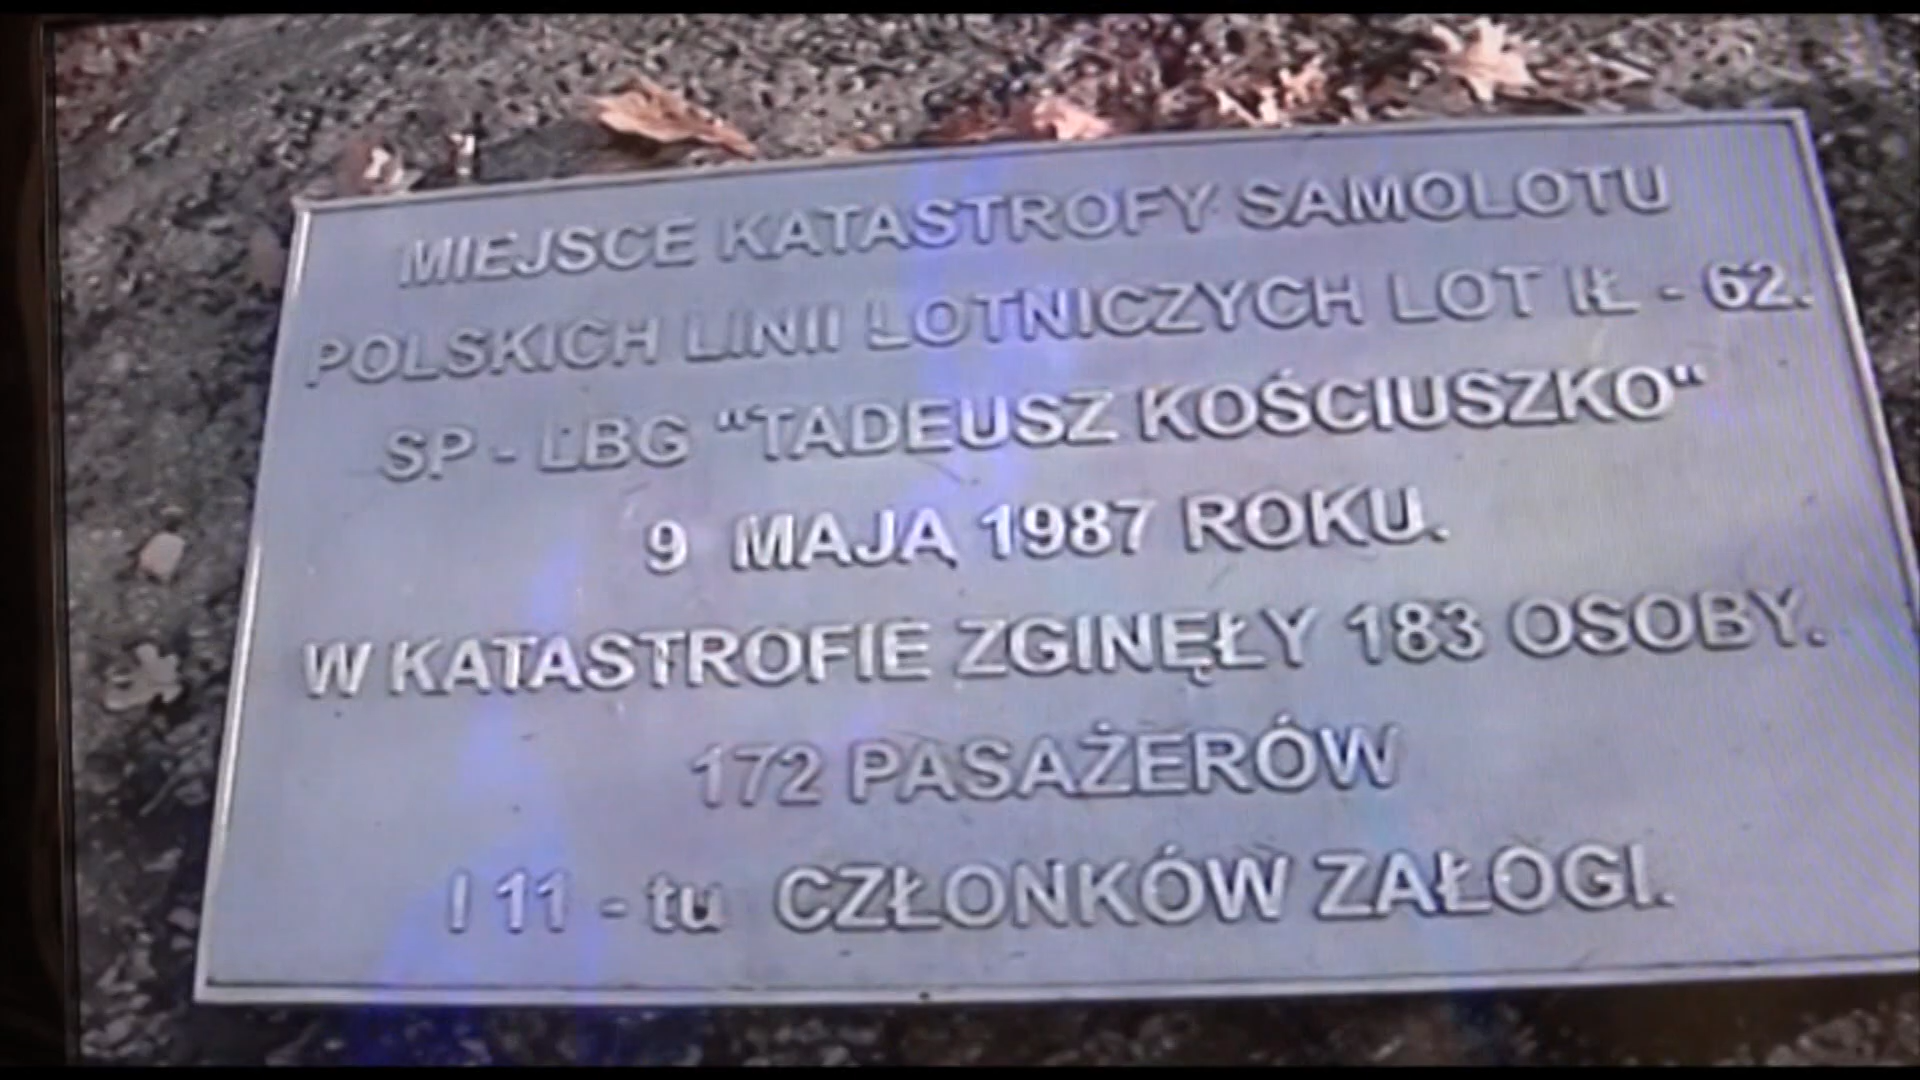 MIEJSCE KATASTROFY SAMOLOTU
POLSKICH LINII LOTNICZYCH LOT IŁ - 62.
SP - LBG "TADEUSZ KOŚCIUSZKO"
9 MAJA 1987 ROKU.
W KATASTROFIE ZGINĘŁY 183 OSOBY.
172 PASAŻERÓW
I 11 - tu CZŁONKÓW ZAŁOGI.